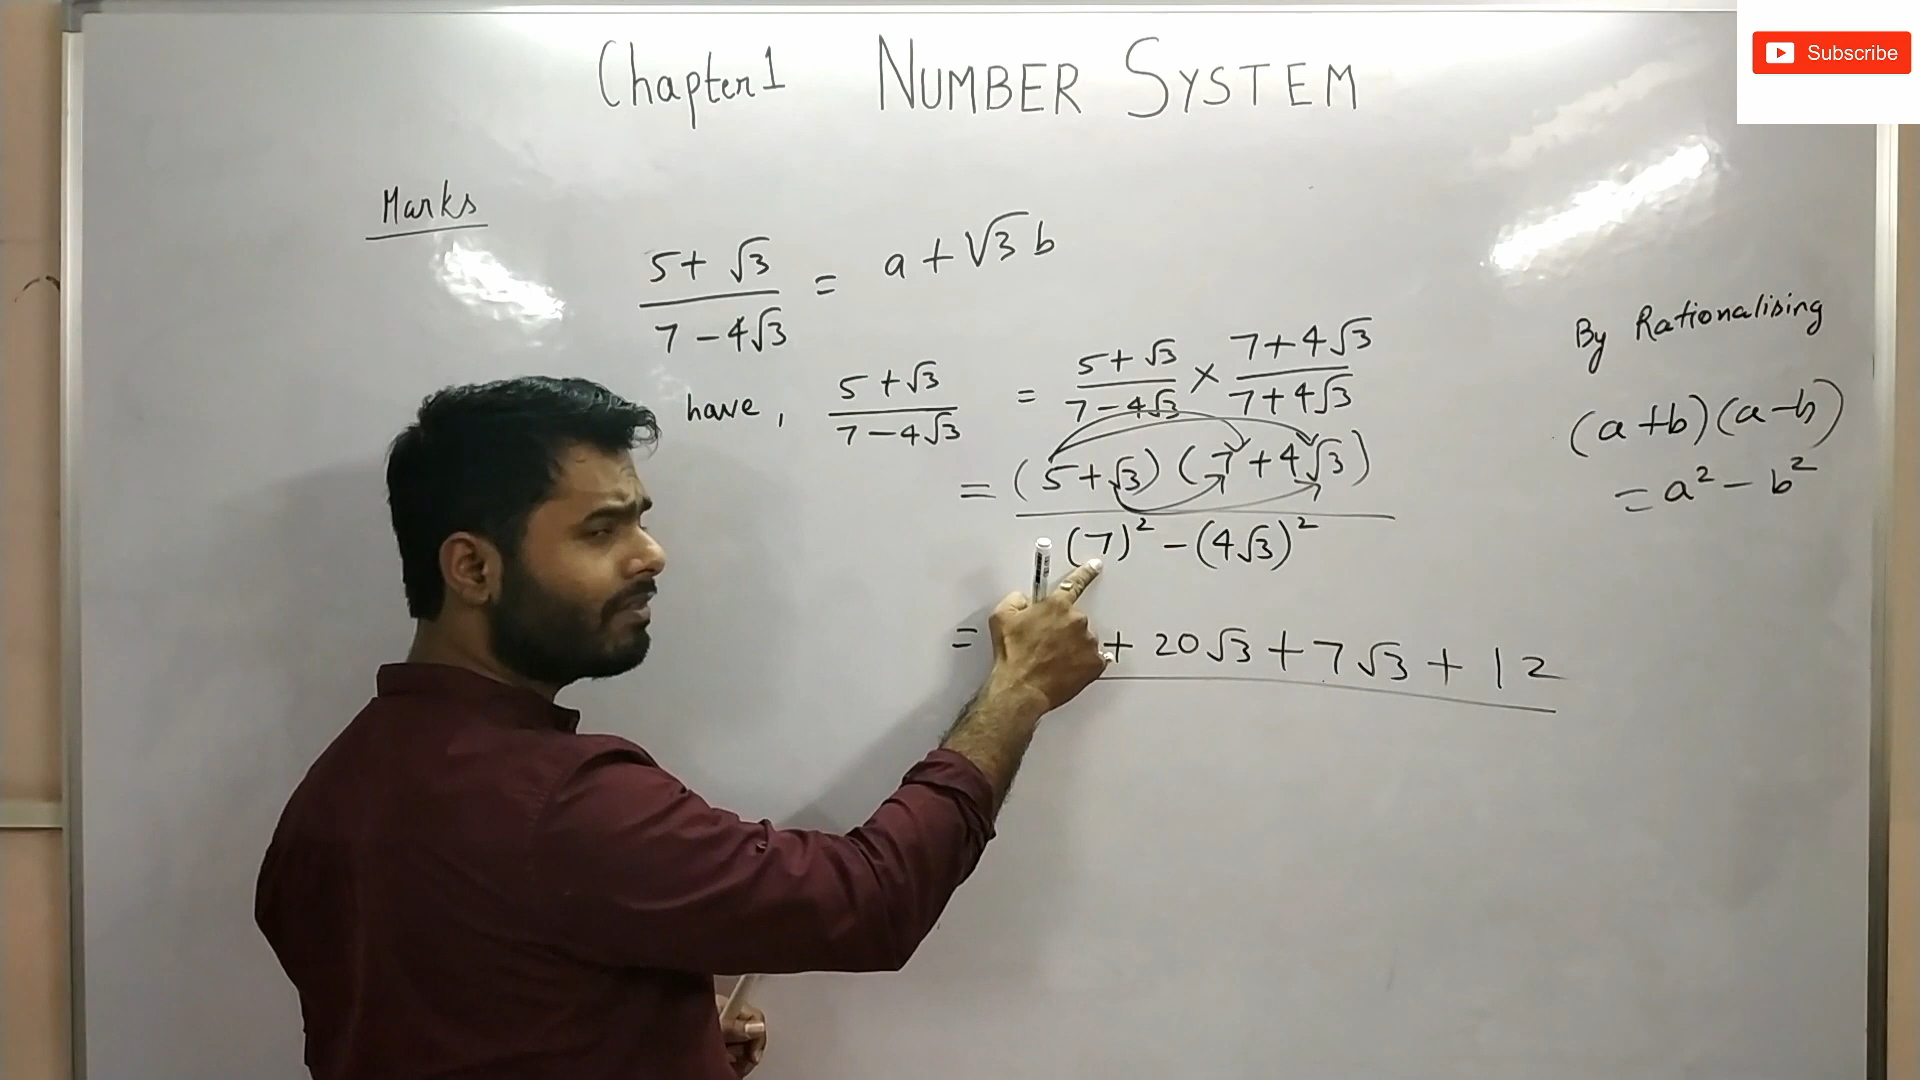 Subscribe
Chapter 1 NUMBER SYSTEM
Marks
5+√3 / 7-4√3 = a+√3b
have, 5+√3 / 7-4√3 = 5+√3 / 7-4√3 × 7+4√3 / 7+4√3
= (5+√3)(7+4√3) / (7)² - (4√3)²
= + 20√3 + 7√3 + 12
By Rationalising
(a+b)(a-b)
= a² - b²